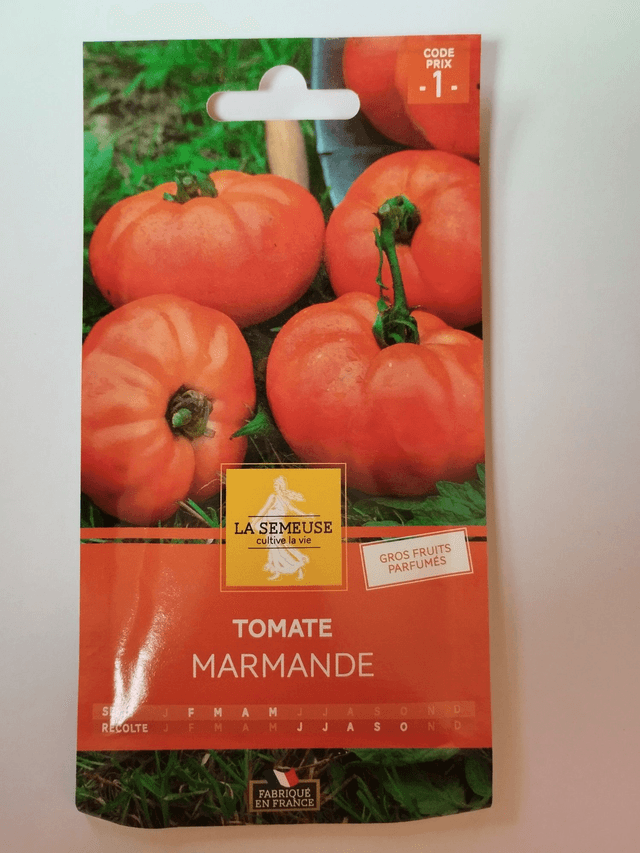 CODE
PRIX
- 1 -
LA SEMEUSE
cultive la vie
GROS FRUITS
PARFUMÉS
TOMATE
MARMANDE
J F M A M J J A S O N D
RÉCOLTE J F M A M J J A S O N D
FABRIQUÉ
EN FRANCE